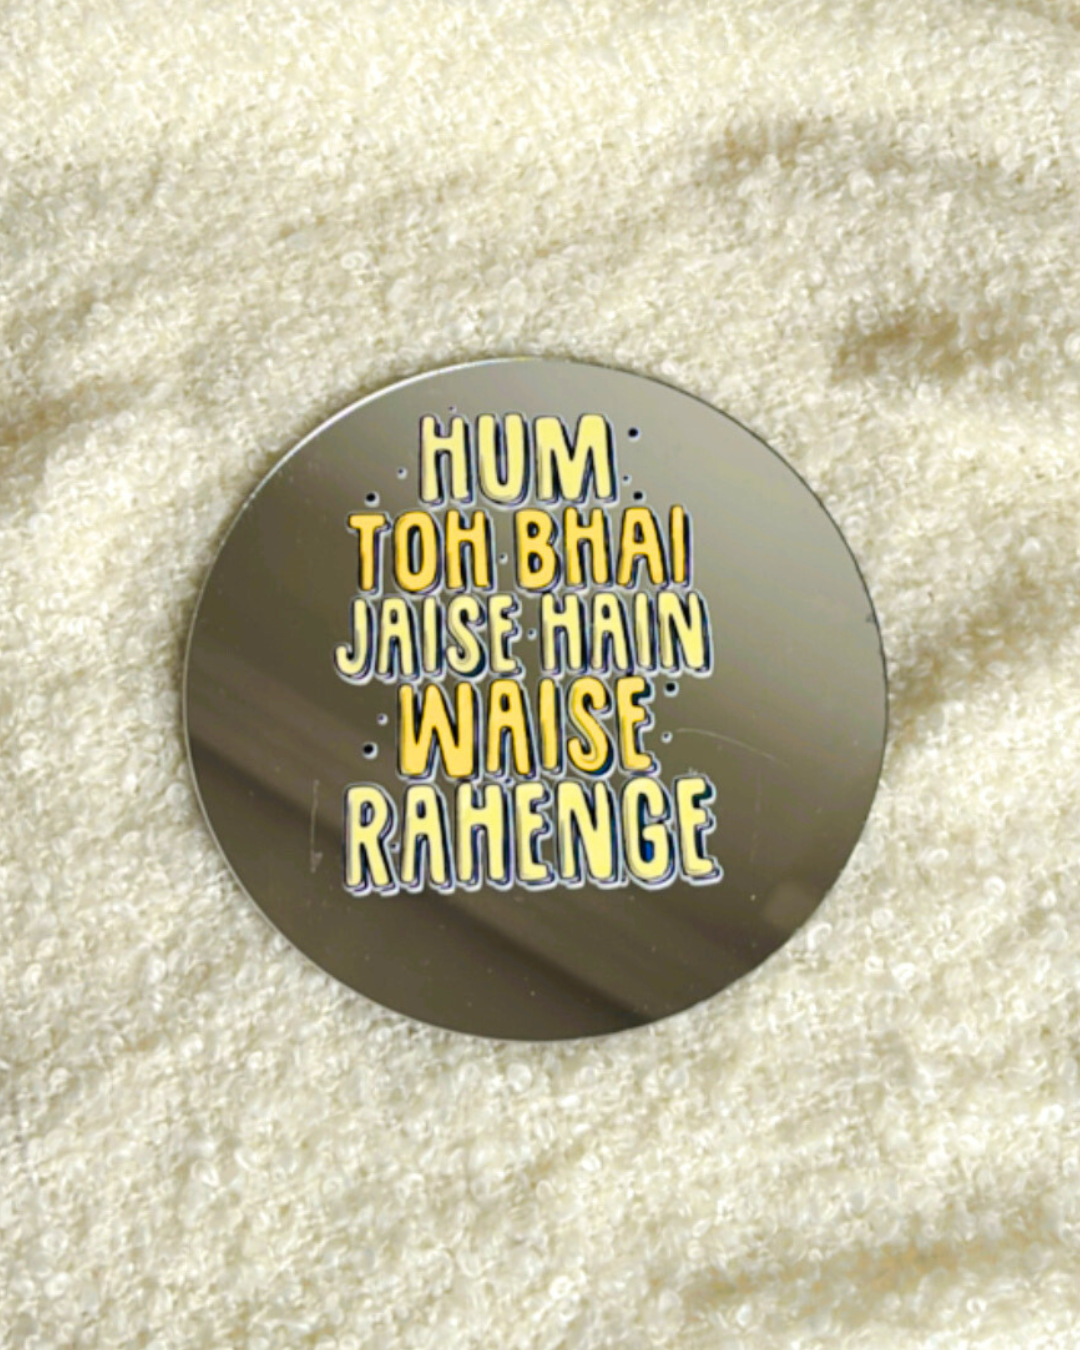 HUM
TOH BHAI
JAISE HAIN
WAISE
RAHENGE